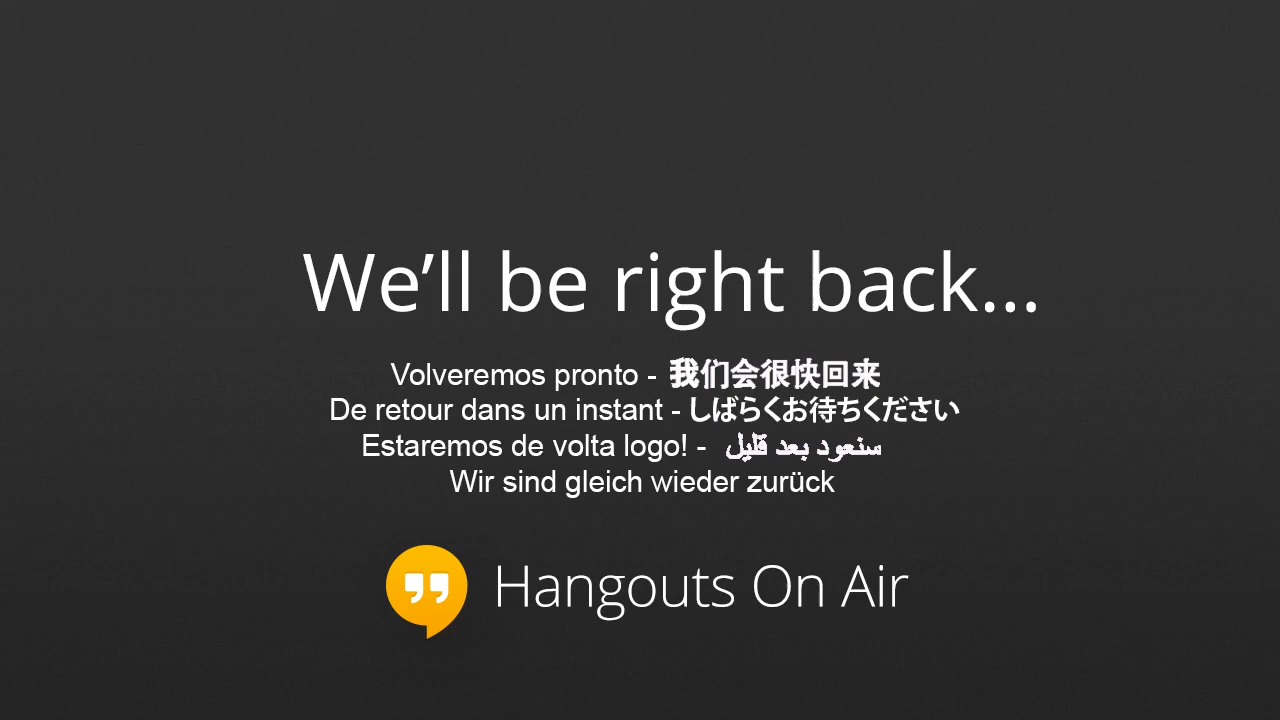 We’ll be right back...
Volveremos pronto - 我们会很快回来
De retour dans un instant - しばらくお待ちください
Estaremos de volta logo! - سنعود بعد قليل
Wir sind gleich wieder zurück
Hangouts On Air